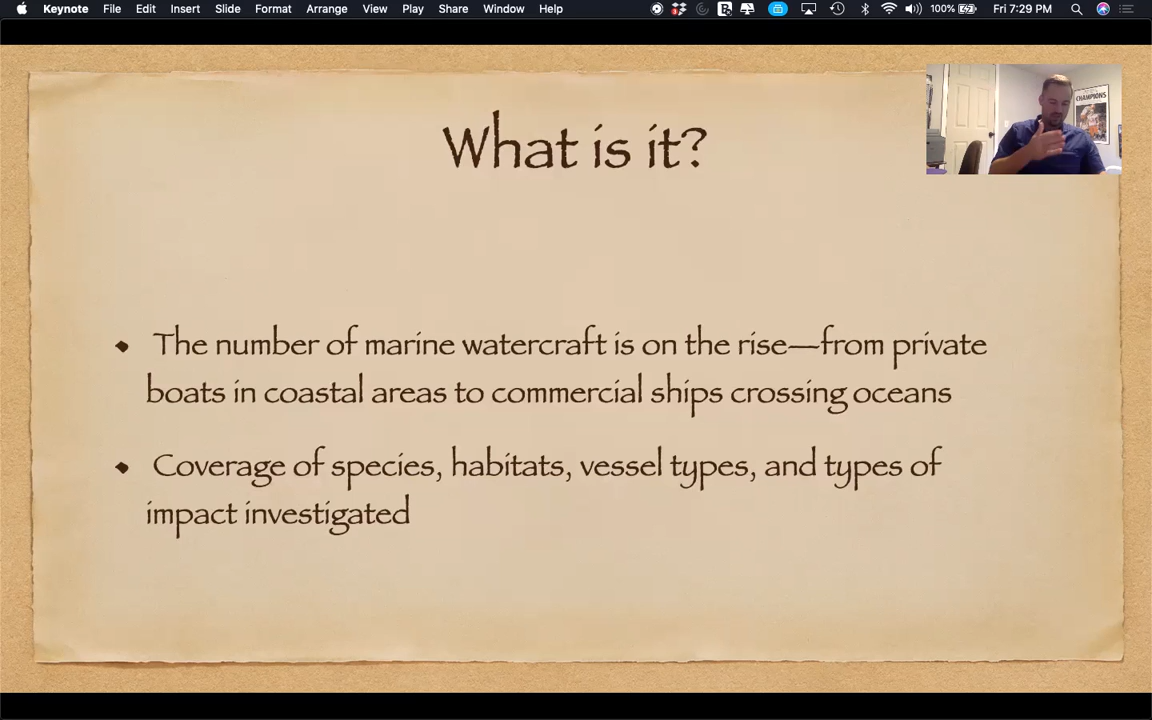 Keynote File Edit Insert Slide Format Arrange View Play Share Window Help 100% Fri 7:29 PM
CHAMPIONS
What is it?
• The number of marine watercraft is on the rise—from private
boats in coastal areas to commercial ships crossing oceans
• Coverage of species, habitats, vessel types, and types of
impact investigated